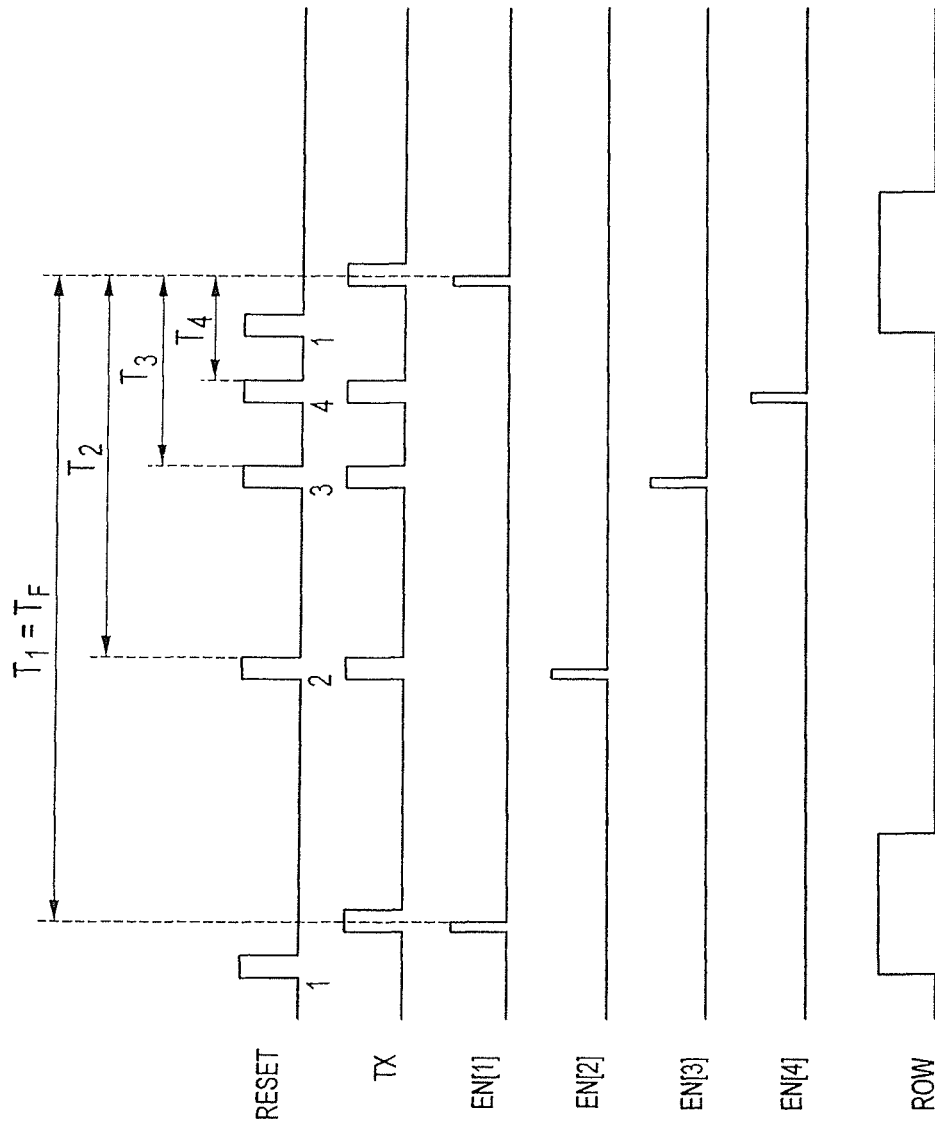 T1 = TF
T2
T3
T4
RESET
1
2
3
4
1
TX
EN[1]
EN[2]
EN[3]
EN[4]
ROW